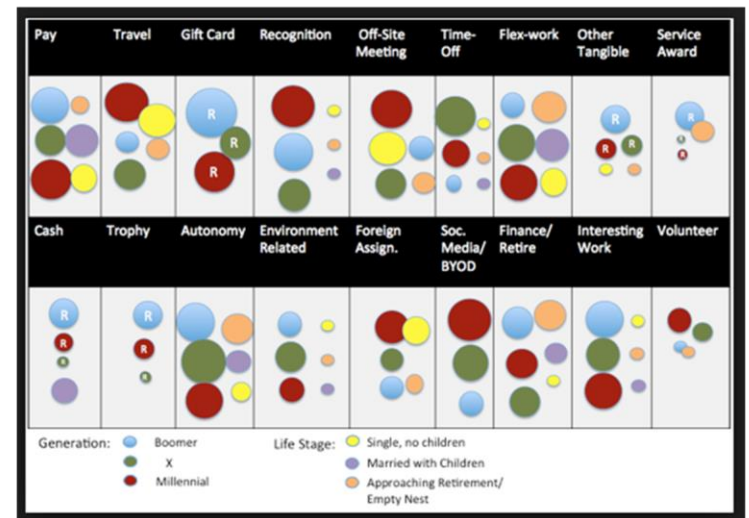 Pay
Travel
Gift Card
Recognition
Off-Site
Meeting
Time-
Off
Flex-work
Other
Tangible
Service
Award
R
R
R
R
R
R
R
R
R
Cash
Trophy
Autonomy
Environment
Related
Foreign
Assign.
Soc.
Media/
BYOD
Finance/
Retire
Interesting
Work
Volunteer
R
R
R
R
R
R
Generation:
Boomer
X
Millennial
Life Stage:
Single, no children
Married with Children
Approaching Retirement/
Empty Nest